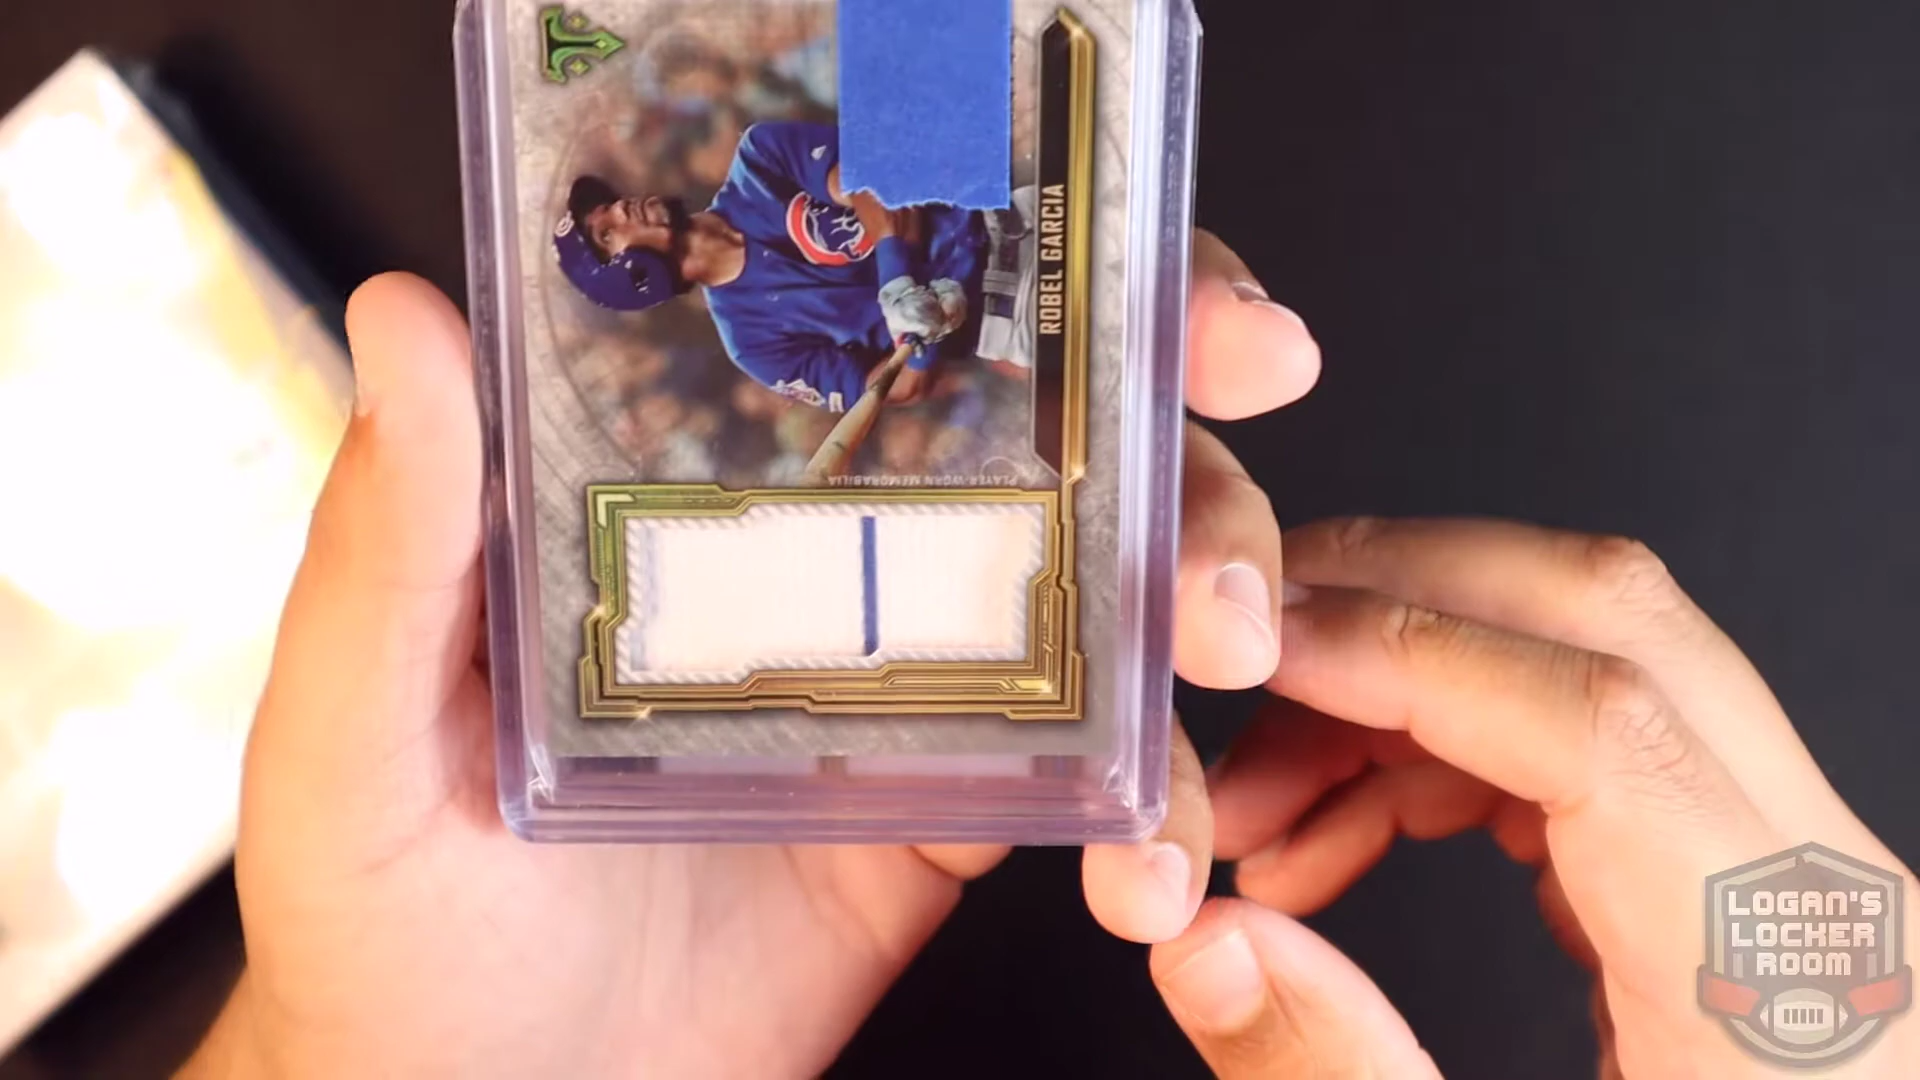 ROBEL GARCIA
PLAYER-WORN MEMORABILIA
LOGAN'S
LOCKER
ROOM